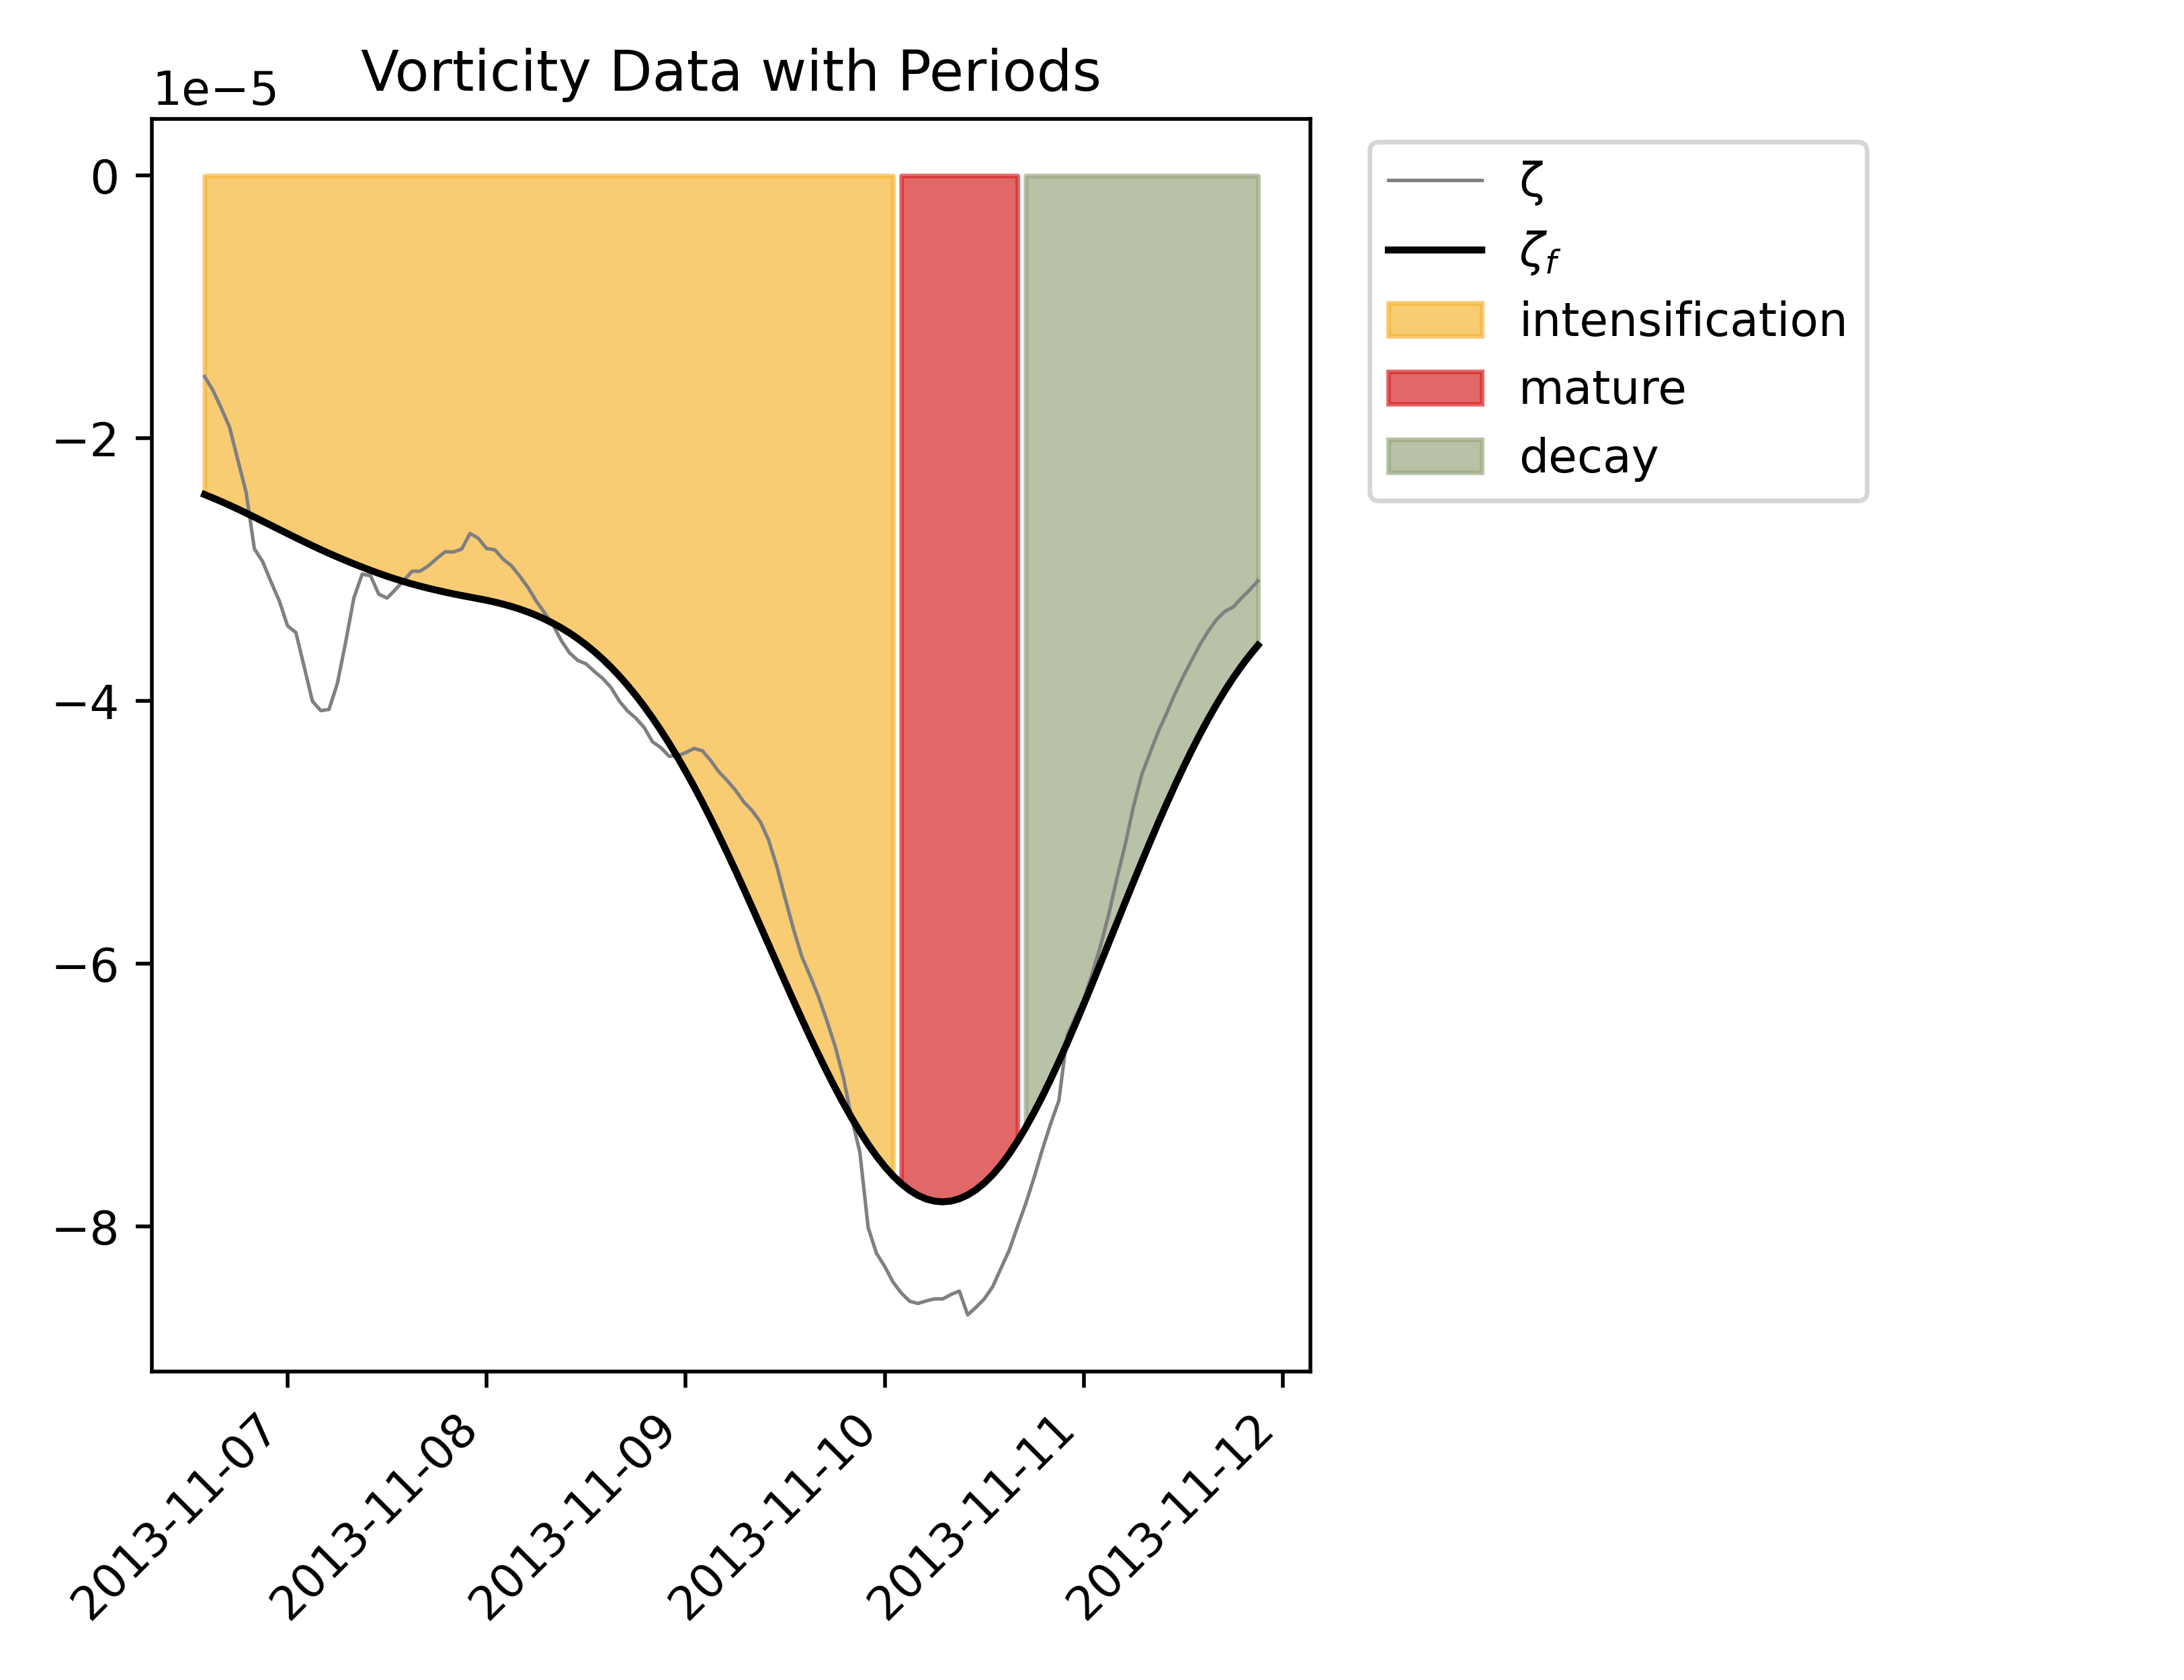 Vorticity Data with Periods
1e−5
0
−2
−4
−6
−8
2013-11-07
2013-11-08
2013-11-09
2013-11-10
2013-11-11
2013-11-12
ζ
ζf
intensification
mature
decay